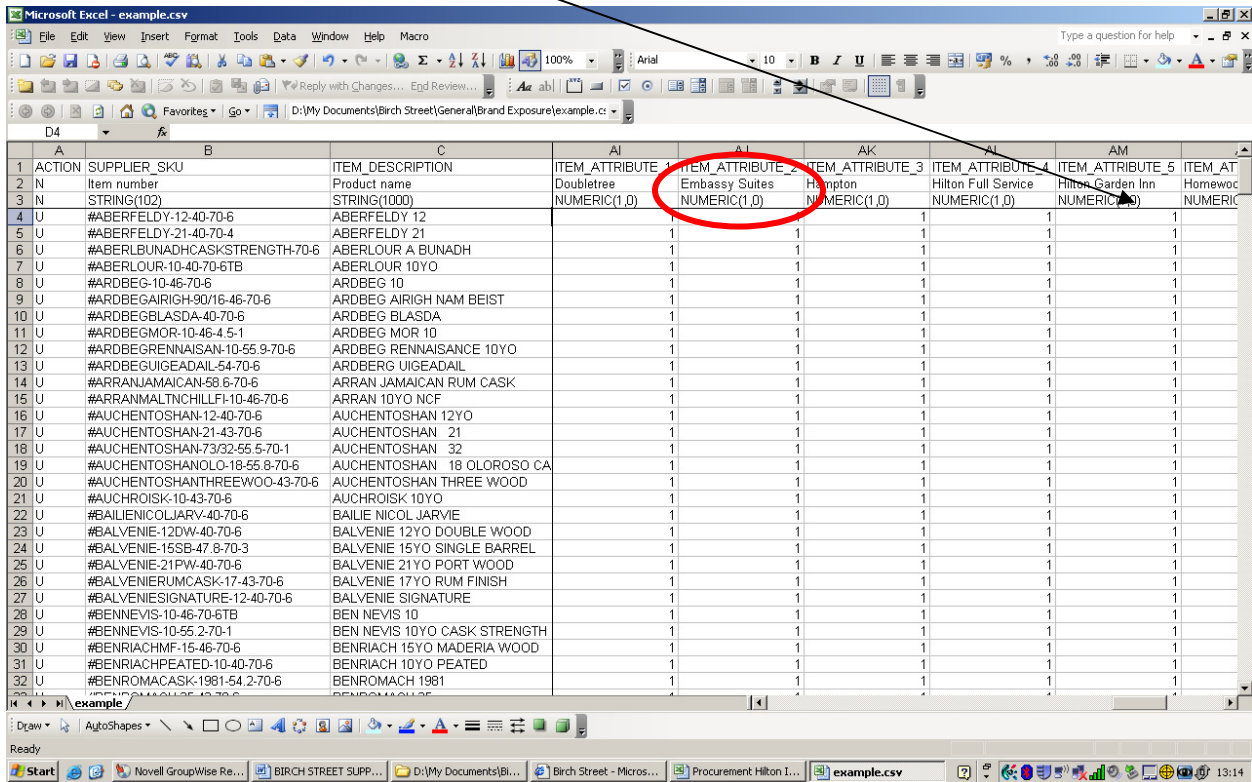 Microsoft Excel - example.csv
File Edit View Insert Format Tools Data Window Help Macro Type a question for help
100% Arial 10 B I U
Reply with Changes... End Review...
Favorites Go D:\My Documents\Birch Street\General\Brand Exposure\example.cs
D4 fx
A B C AI AJ AK AL AM
1 ACTION SUPPLIER_SKU ITEM_DESCRIPTION ITEM_ATTRIBUTE_1 ITEM_ATTRIBUTE_2 ITEM_ATTRIBUTE_3 ITEM_ATTRIBUTE_4 ITEM_ATTRIBUTE_5 ITEM_AT
2 N Item number Product name Doubletree Embassy Suites Hampton Hilton Full Service Hilton Garden Inn Homewoo
3 N STRING(102) STRING(1000) NUMERIC(1,0) NUMERIC(1,0) NUMERIC(1,0) NUMERIC(1,0) NUMERIC(1,0) NUMERIC
4 U #ABERFELDY-12-40-70-6 ABERFELDY 12 1 1 1 1 1
5 U #ABERFELDY-21-40-70-4 ABERFELDY 21 1 1 1 1 1
6 U #ABERLBUNADHCASKSTRENGTH-70-6 ABERLOUR A BUNADH 1 1 1 1 1
7 U #ABERLOUR-10-40-70-6TB ABERLOUR 10YO 1 1 1 1 1
8 U #ARDBEG-10-46-70-6 ARDBEG 10 1 1 1 1 1
9 U #ARDBEGAIRIGH-90/16-46-70-6 ARDBEG AIRIGH NAM BEIST 1 1 1 1 1
10 U #ARDBEGBLASDA-40-70-6 ARDBEG BLASDA 1 1 1 1 1
11 U #ARDBEGMOR-10-46-4.5-1 ARDBEG MOR 10 1 1 1 1 1
12 U #ARDBEGRENNAISAN-10-55.9-70-6 ARDBEG RENNAISANCE 10YO 1 1 1 1 1
13 U #ARDBEGUIGEADAIL-54-70-6 ARDBERG UIGEADAIL 1 1 1 1 1
14 U #ARRANJAMAICAN-58.6-70-6 ARRAN JAMAICAN RUM CASK 1 1 1 1 1
15 U #ARRANMALTNCHILLFI-10-46-70-6 ARRAN 10YO NCF 1 1 1 1 1
16 U #AUCHENTOSHAN-12-40-70-6 AUCHENTOSHAN 12YO 1 1 1 1 1
17 U #AUCHENTOSHAN-21-43-70-6 AUCHENTOSHAN 21 1 1 1 1 1
18 U #AUCHENTOSHAN-73/32-55.5-70-1 AUCHENTOSHAN 32 1 1 1 1 1
19 U #AUCHENTOSHANOLO-18-55.8-70-6 AUCHENTOSHAN 18 OLOROSO CA 1 1 1 1 1
20 U #AUCHENTOSHANTHREEWOO-43-70-6 AUCHENTOSHAN THREE WOOD 1 1 1 1 1
21 U #AUCHROISK-10-43-70-6 AUCHROISK 10YO 1 1 1 1 1
22 U #BAILIENICOLJARV-40-70-6 BAILIE NICOL JARVIE 1 1 1 1 1
23 U #BALVENIE-12DW-40-70-6 BALVENIE 12YO DOUBLE WOOD 1 1 1 1 1
24 U #BALVENIE-15SB-47.8-70-3 BALVENIE 15YO SINGLE BARREL 1 1 1 1 1
25 U #BALVENIE-21PW-40-70-6 BALVENIE 21YO PORT WOOD 1 1 1 1 1
26 U #BALVENIERUMCASK-17-43-70-6 BALVENIE 17YO RUM FINISH 1 1 1 1 1
27 U #BALVENIESIGNATURE-12-40-70-6 BALVENIE SIGNATURE 1 1 1 1 1
28 U #BENNEVIS-10-46-70-6TB BEN NEVIS 10 1 1 1 1 1
29 U #BENNEVIS-10-55.2-70-1 BEN NEVIS 10YO CASK STRENGTH 1 1 1 1 1
30 U #BENRIACHMF-15-46-70-6 BENRIACH 15YO MADERIA WOOD 1 1 1 1 1
31 U #BENRIACHPEATED-10-40-70-6 BENRIACH 10YO PEATED 1 1 1 1 1
32 U #BENROMACASK-1981-54.2-70-6 BENROMACH 1981 1 1 1 1 1
example
Draw AutoShapes
Ready
Start Novell GroupWise Re... BIRCH STREET SUPP... D:\My Documents\Bi... Birch Street - Micros... Procurement Hilton I... example.csv 13:14